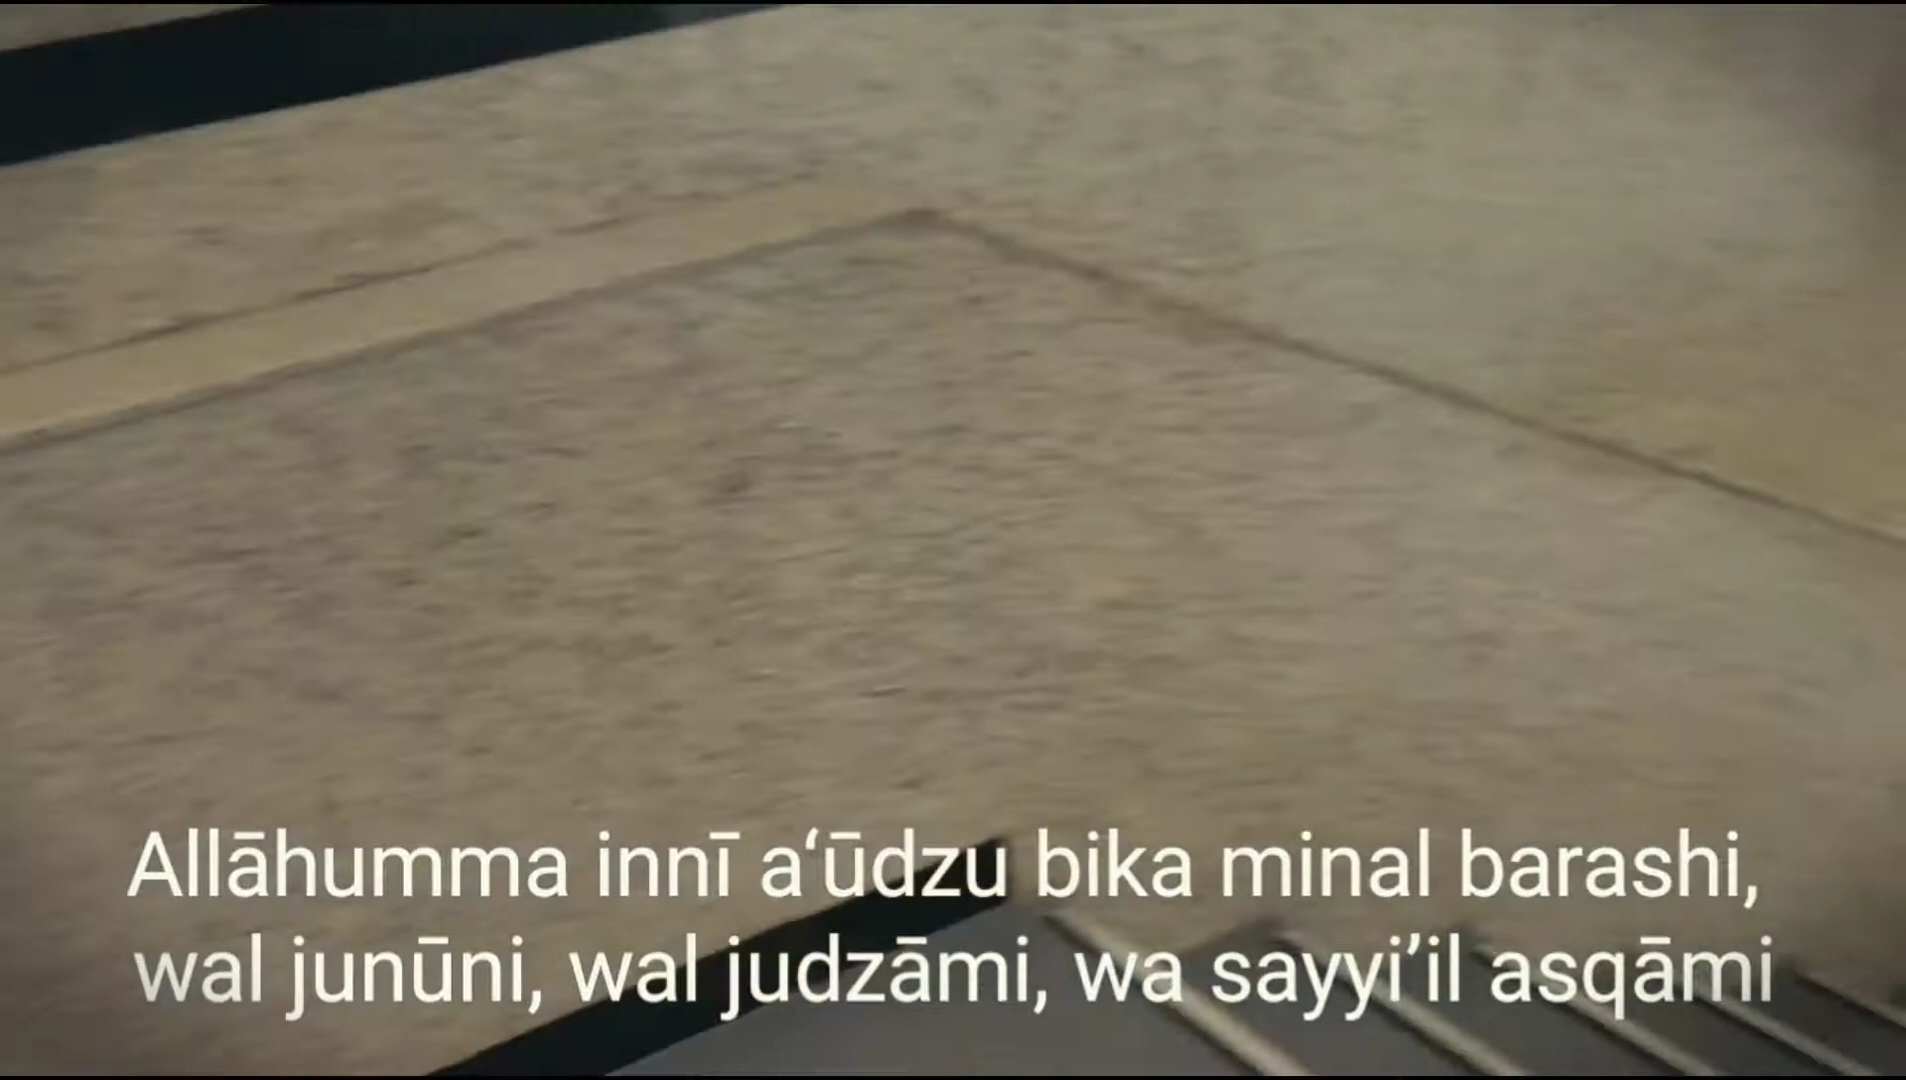 Allāhumma innī a‘ūdzu bika minal barashi,
wal junūni, wal judzāmi, wa sayyi’il asqāmi